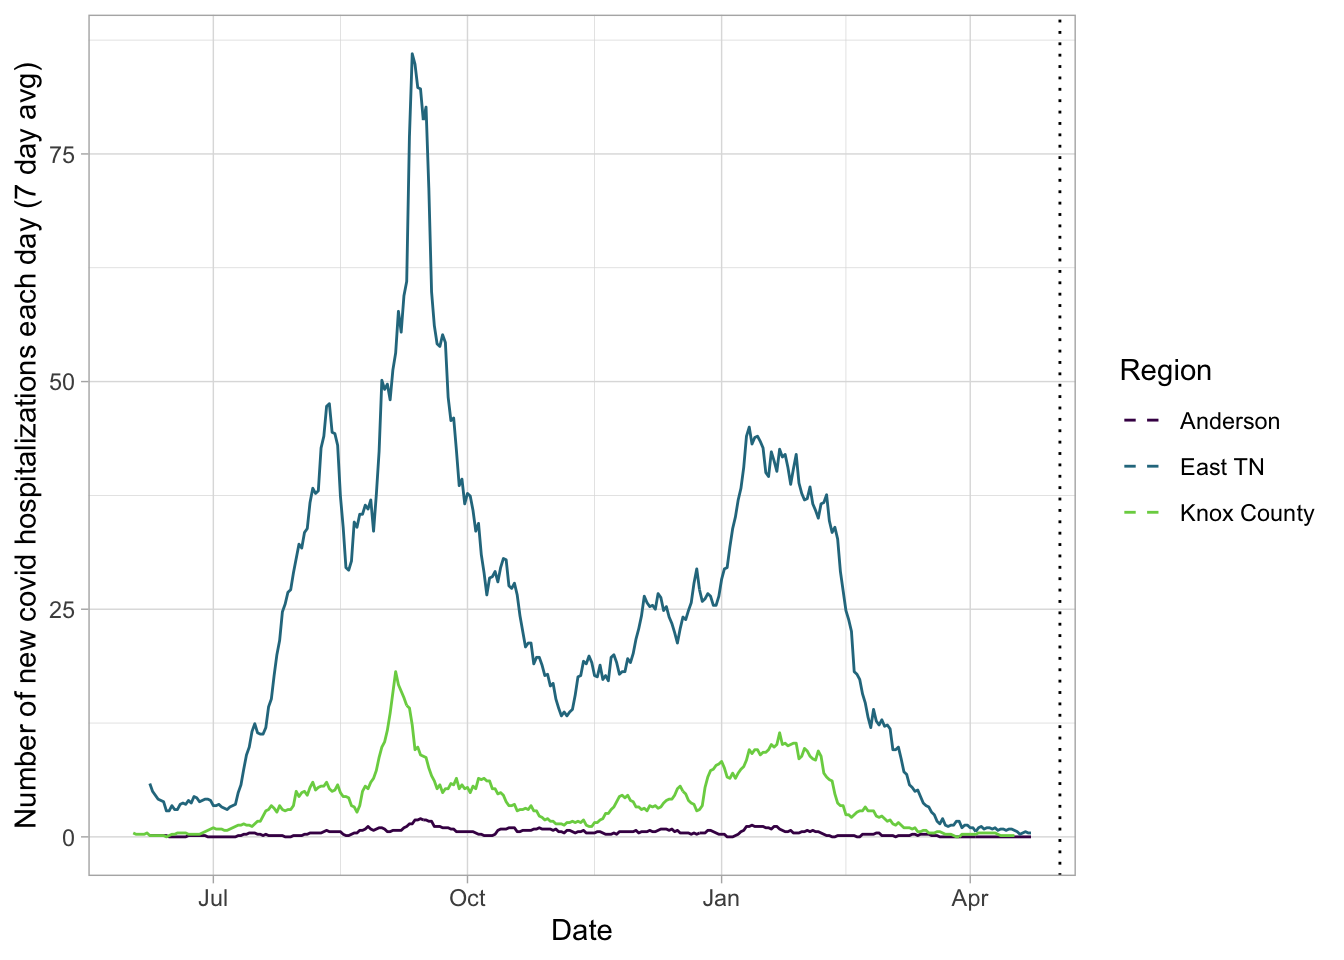 Number of new covid hospitalizations each day (7 day avg)
75
50
25
0
Jul
Oct
Jan
Apr
Date
Region
Anderson
East TN
Knox County